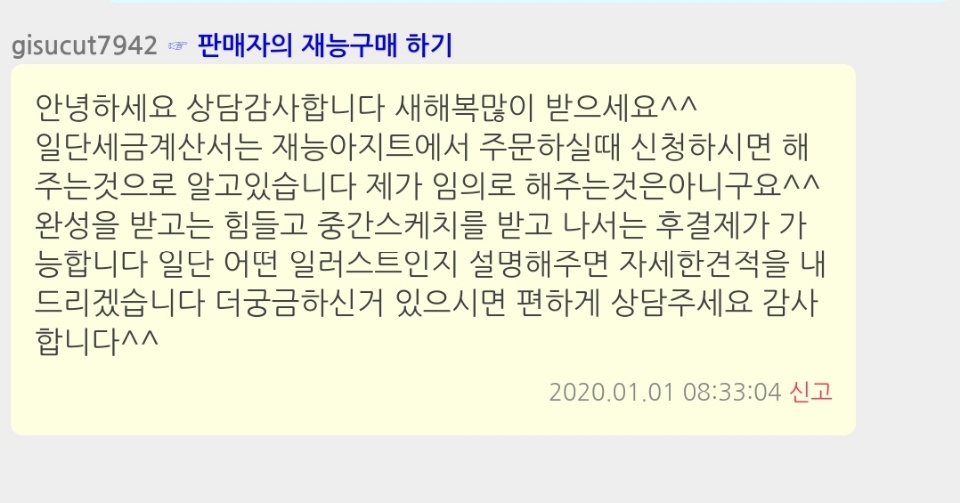 gisucut7942 ☞ 판매자의 재능구매 하기
안녕하세요 상담감사합니다 새해복많이 받으세요^^
일단세금계산서는 재능아지트에서 주문하실때 신청하시면 해
주는것으로 알고있습니다 제가 임의로 해주는것은아니구요^^
완성을 받고는 힘들고 중간스케치를 받고 나서는 후결제가 가
능합니다 일단 어떤 일러스트인지 설명해주면 자세한견적을 내
드리겠습니다 더궁금하신거 있으시면 편하게 상담주세요 감사
합니다^^
2020.01.01 08:33:04 신고